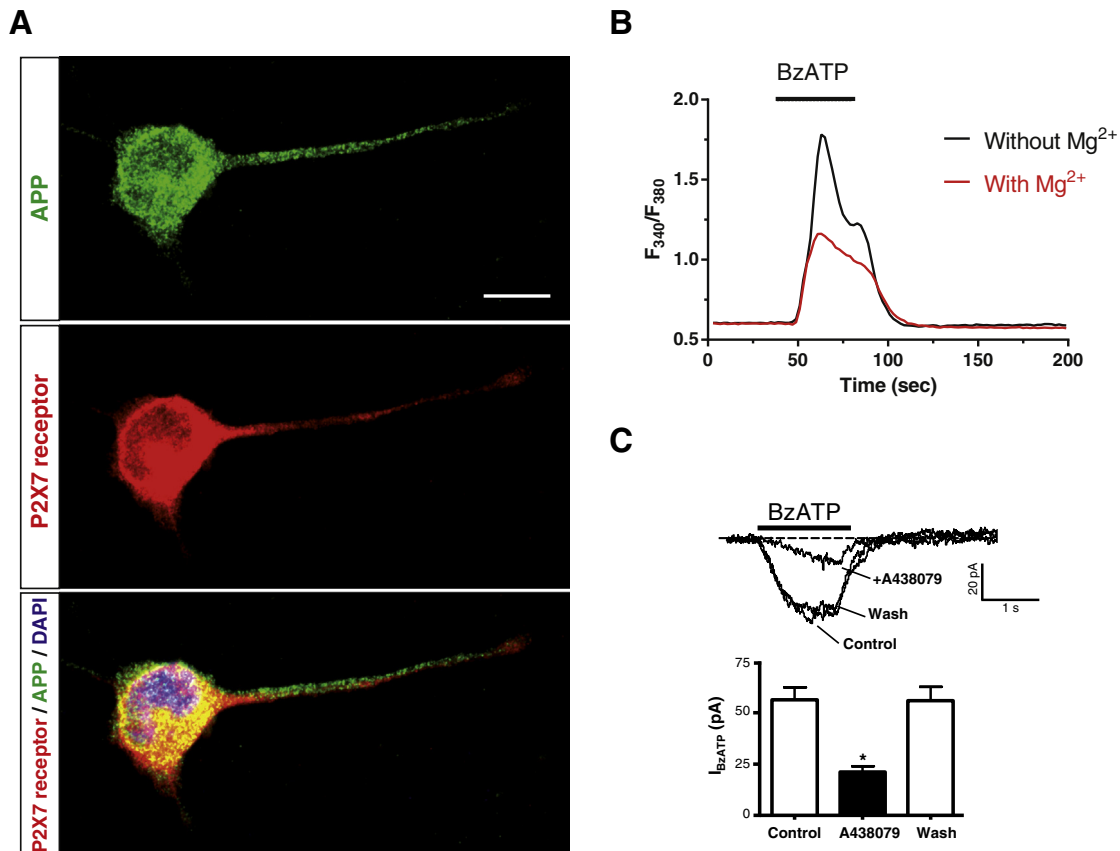 A
APP
P2X7 receptor
P2X7 receptor / APP / DAPI
B
BzATP
2.0
1.5
1.0
0.5
F340/F380
0
50
100
150
200
Time (sec)
Without Mg2+
With Mg2+
C
BzATP
+A438079
Wash
Control
20 pA
1 s
75
50
25
0
IBzATP (pA)
*
Control
A438079
Wash